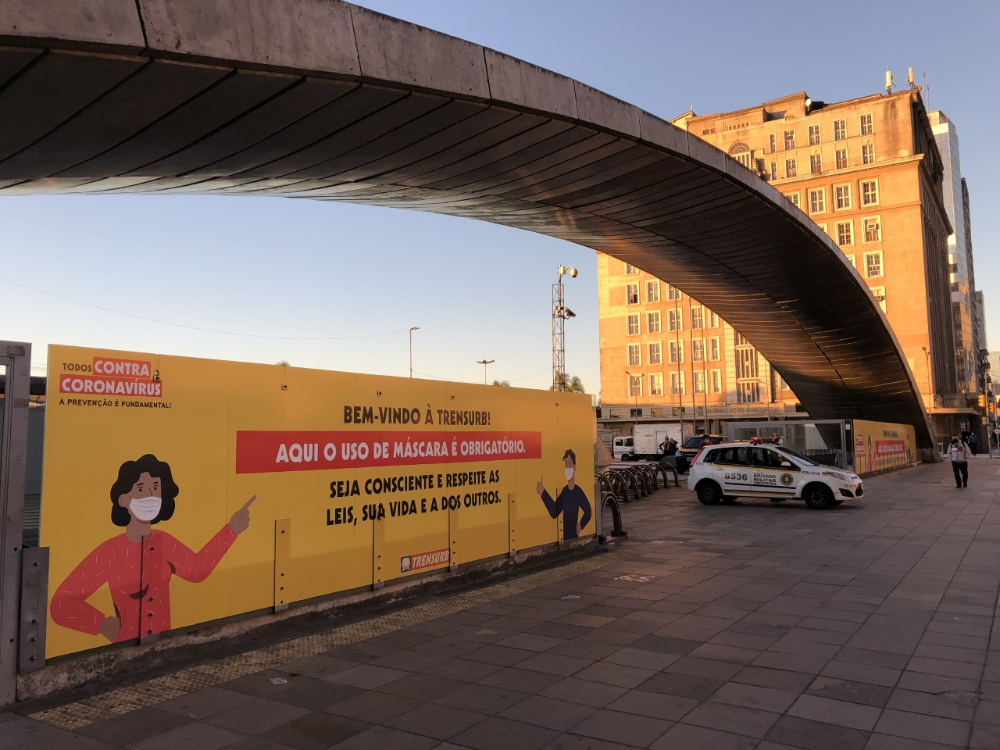 TODOS CONTRA
CORONAVÍRUS
A PREVENÇÃO É FUNDAMENTAL!
BEM-VINDO À TRENSURB!
AQUI O USO DE MÁSCARA É OBRIGATÓRIO.
SEJA CONSCIENTE E RESPEITE AS
LEIS, SUA VIDA E A DOS OUTROS.
TRENSURB
8536
BRIGADA
MILITAR
POLÍCIA